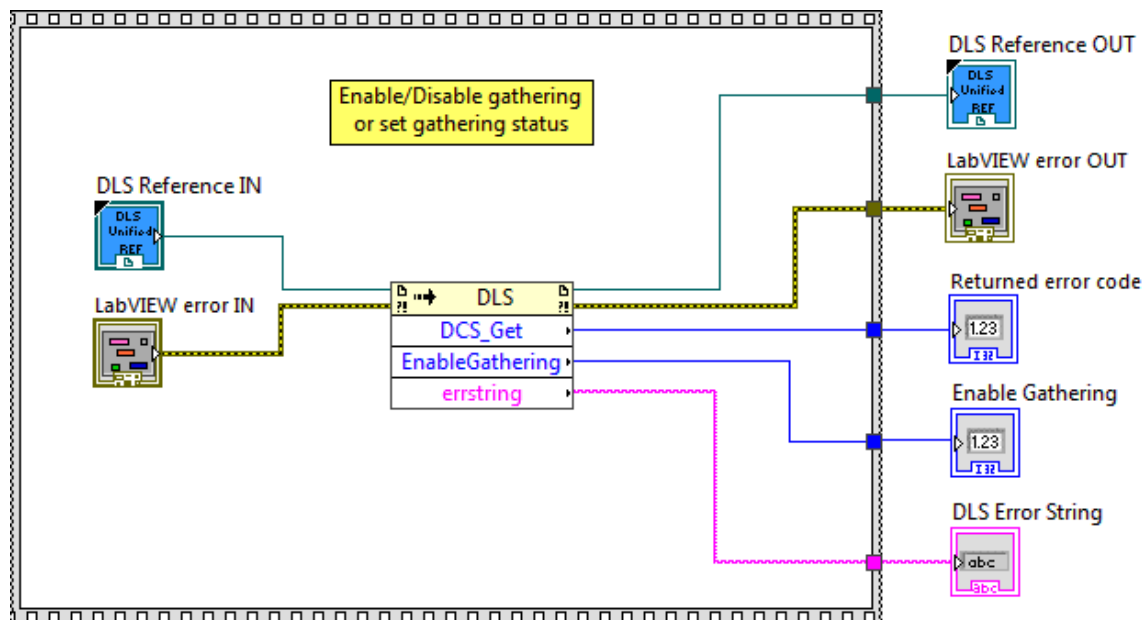 DLS Reference OUT
DLS
Unified
REF
Enable/Disable gathering
or set gathering status
LabVIEW error OUT
DLS Reference IN
DLS
Unified
REF
Returned error code
1.23
I32
LabVIEW error IN
?!
DLS
?!
DCS_Get
EnableGathering
errstring
Enable Gathering
1.23
I32
DLS Error String
abc
abc